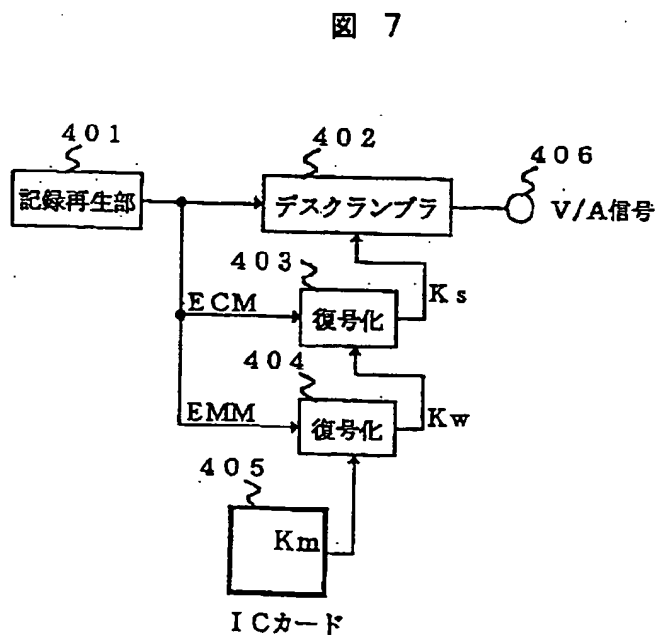 図 7
401
記録再生部
402
デスクランブラ
406
V/A信号
403
ECM
復号化
Ks
404
EMM
復号化
Kw
405
Km
ICカード